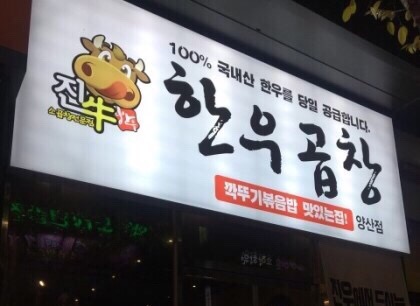 100% 국내산 한우를 당일 공급합니다.
진牛
한우 곱창
깍뚜기볶음밥 맛있는집!
양산점